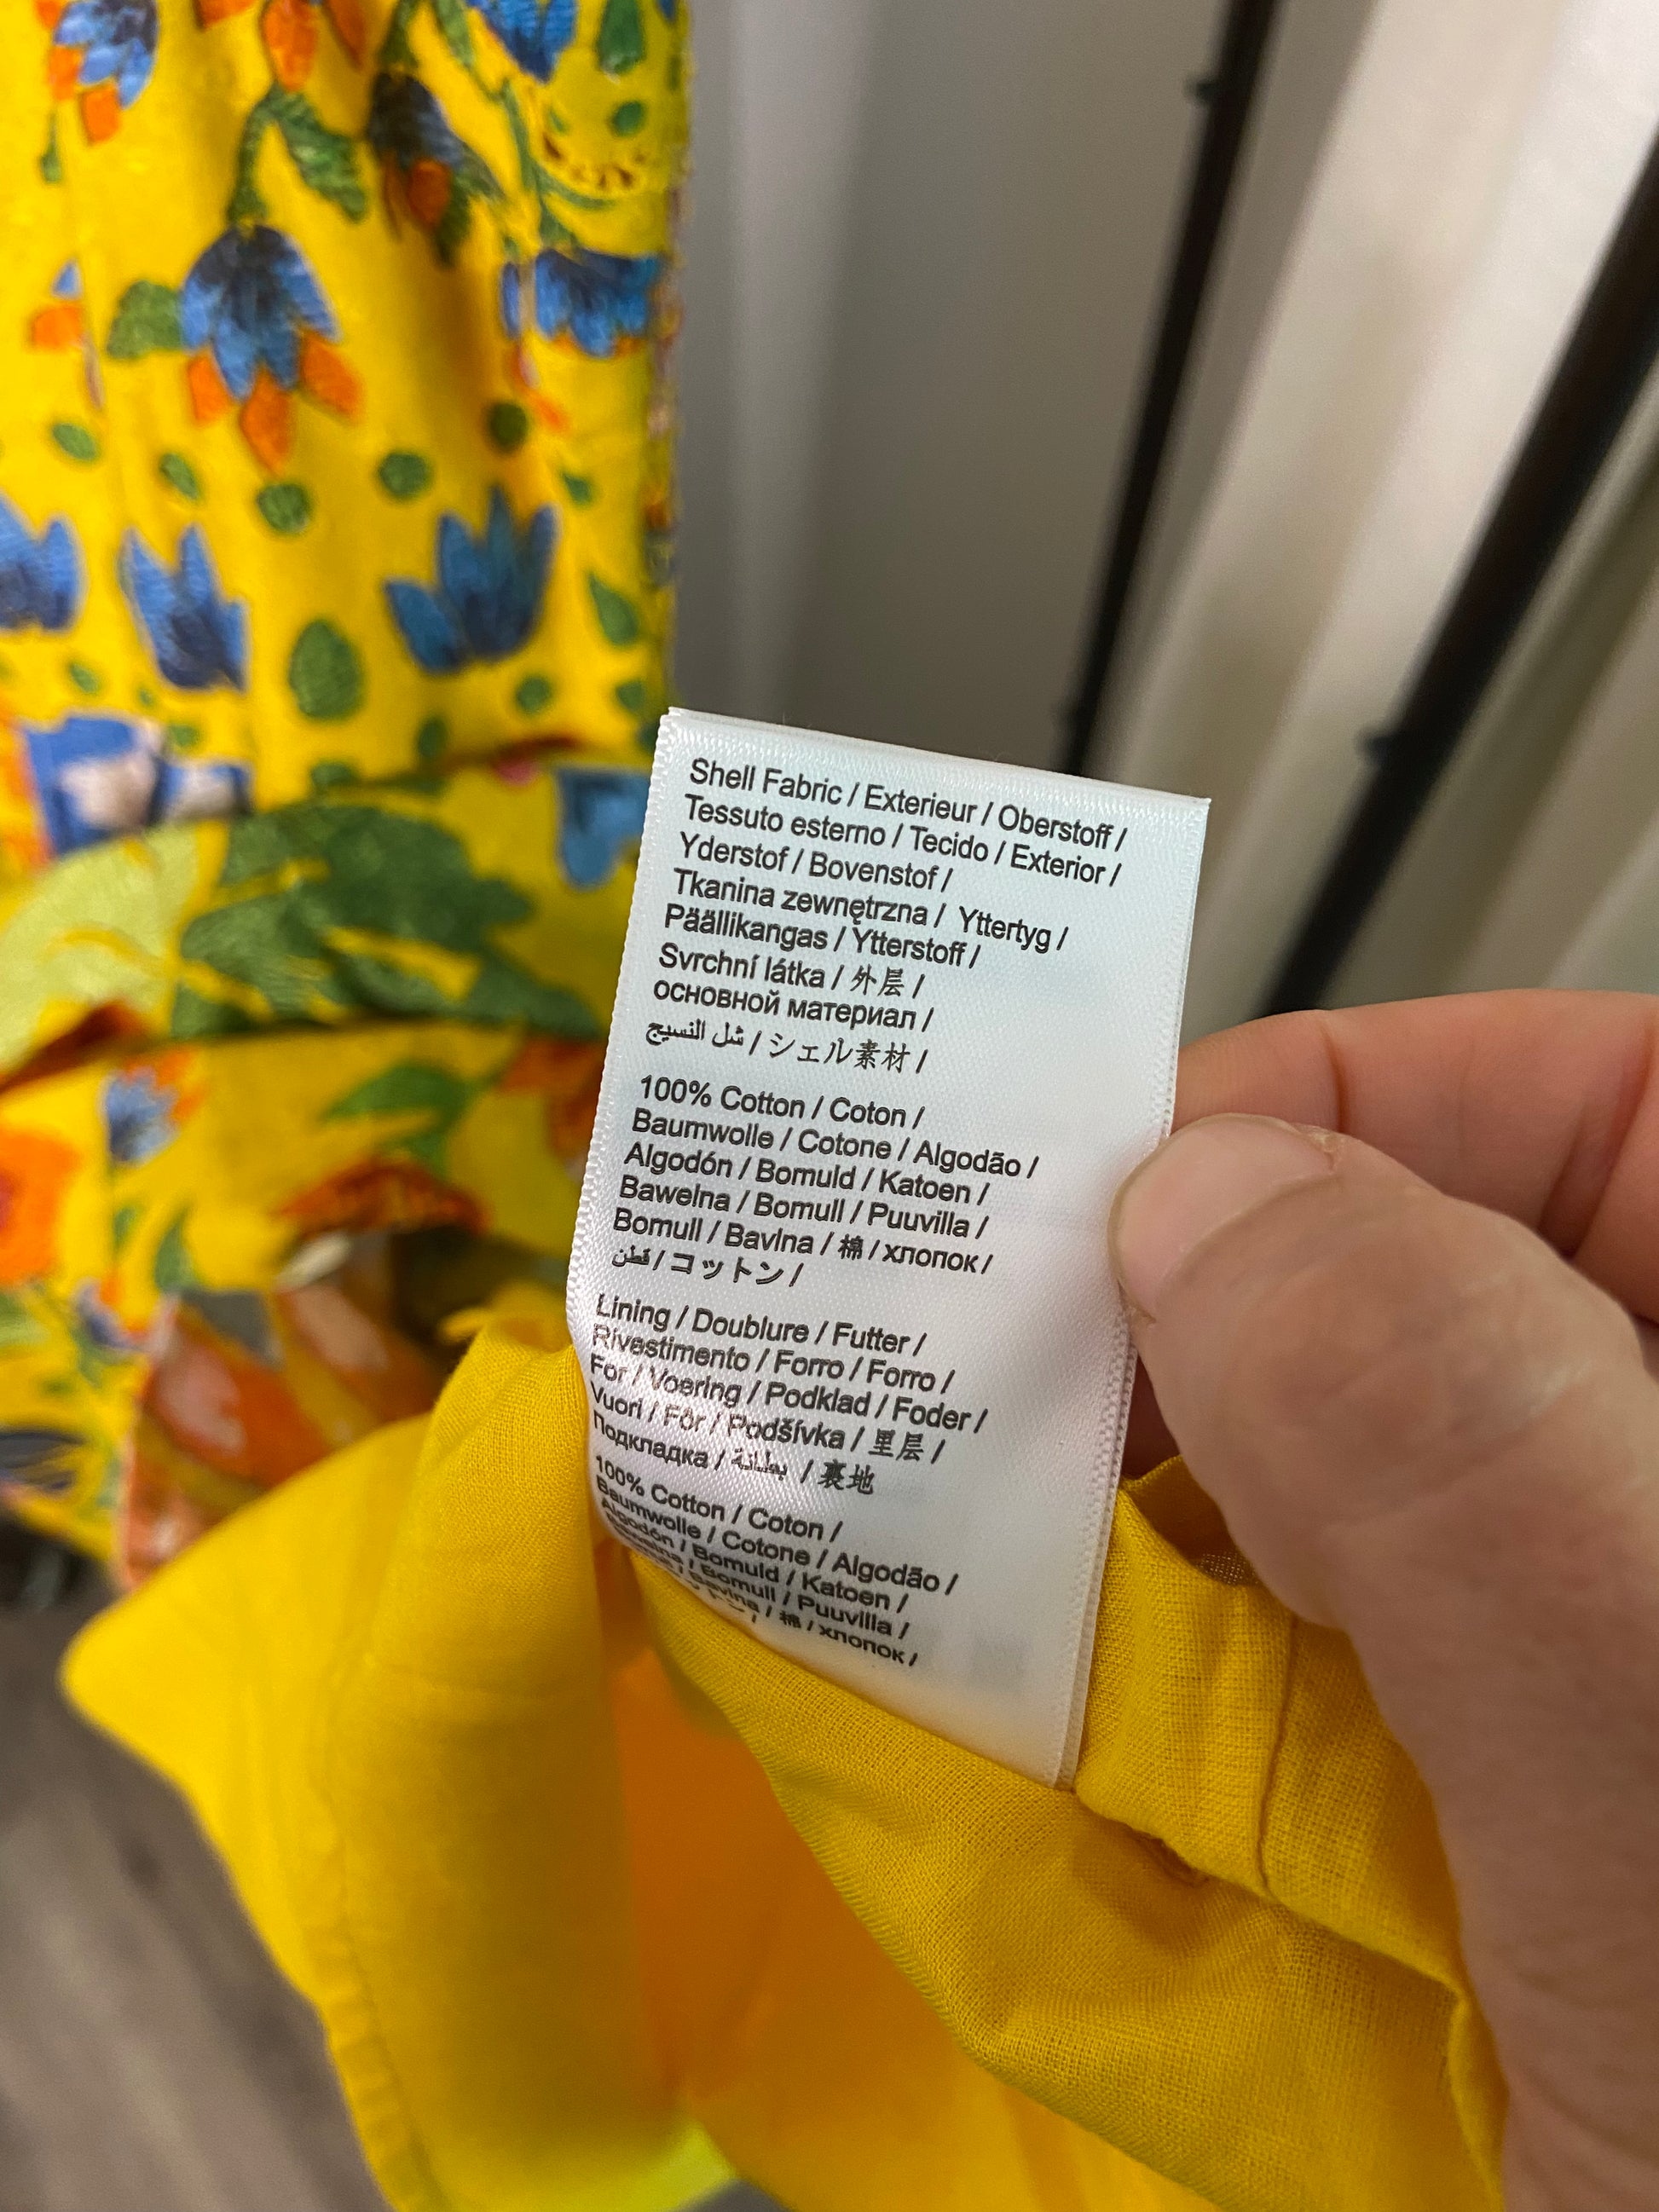 Shell Fabric / Exterieur / Oberstoff /
Tessuto esterno / Tecido / Exterior /
Yderstof / Bovenstof /
Tkanina zewnętrzna / Yttertyg /
Päällikangas / Ytterstoff /
Svrchní látka / 外层 /
основной материал /
شل النسيج / シェル素材 /
100% Cotton / Coton /
Baumwolle / Cotone / Algodão /
Algodón / Bomuld / Katoen /
Bawelna / Bomull / Puuvilla /
Bomull / Bavlna / 棉 / хлопок /
قطن / コットン /
Lining / Doublure / Futter /
Rivestimento / Forro / Forro /
For / Voering / Podklad / Foder /
Vuori / Fôr / Podšívka / 里层 /
Подкладка / بطانة / 裏地
100% Cotton / Coton /
Baumwolle / Cotone / Algodão /
Algodón / Bomuld / Katoen /
Bawelna / Bomull / Puuvilla /
Bavlna / 棉 / хлопок /